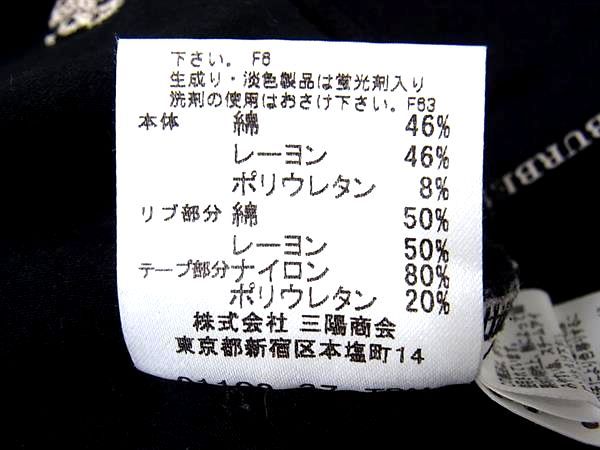 下さい。 F6
生成り・淡色製品は蛍光剤入り
洗剤の使用はおさけ下さい。F63
本体 綿 46%
レーヨン 46%
ポリウレタン 8%
リブ部分 綿 50%
レーヨン 50%
テープ部分 ナイロン 80%
ポリウレタン 20%
株式会社 三陽商会
東京都新宿区本塩町14
BURB